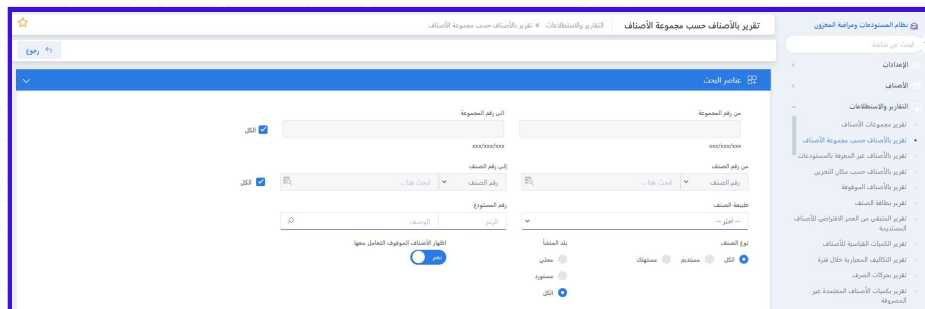 نظام المستودعات ومراقبة المخزون
ابحث عن شاشة
الإعدادات
الأصناف
التقارير والاستطلاعات
تقرير مجموعات الأصناف
تقرير بالأصناف حسب مجموعة الأصناف
تقرير بالأصناف غير المعرفة بالمستودعات
تقرير بالأصناف حسب مكان التخزين
تقرير بالأصناف الموقوفة
تقرير بطاقة الصنف
تقرير المتبقي من العمر الافتراضي للأصناف
المستديمة
تقرير الكميات القياسية للأصناف
تقرير التكاليف المعيارية خلال فترة
تقرير بحركات الصرف
تقرير بكميات الأصناف المعتمدة غير
المصروفة
تقرير بالأصناف حسب مجموعة الأصناف
التقارير والاستطلاعات » تقرير بالأصناف حسب مجموعة الأصناف
رجوع
عناصر البحث
من رقم المجموعة
الى رقم المجموعة
الكل
xxx/xxx/xxx
xxx/xxx/xxx
من رقم الصنف
إلى رقم الصنف
رقم الصنف ابحث هنا ..
رقم الصنف ابحث هنا ..
الكل
طبيعة الصنف
رقم المستودع
-- اختر --
الرمز الوصف
نوع الصنف
بلد المنشأ
اظهار الأصناف الموقوف التعامل معها
الكل مستديم مستهلك
محلي
نعم
مستورد
الكل